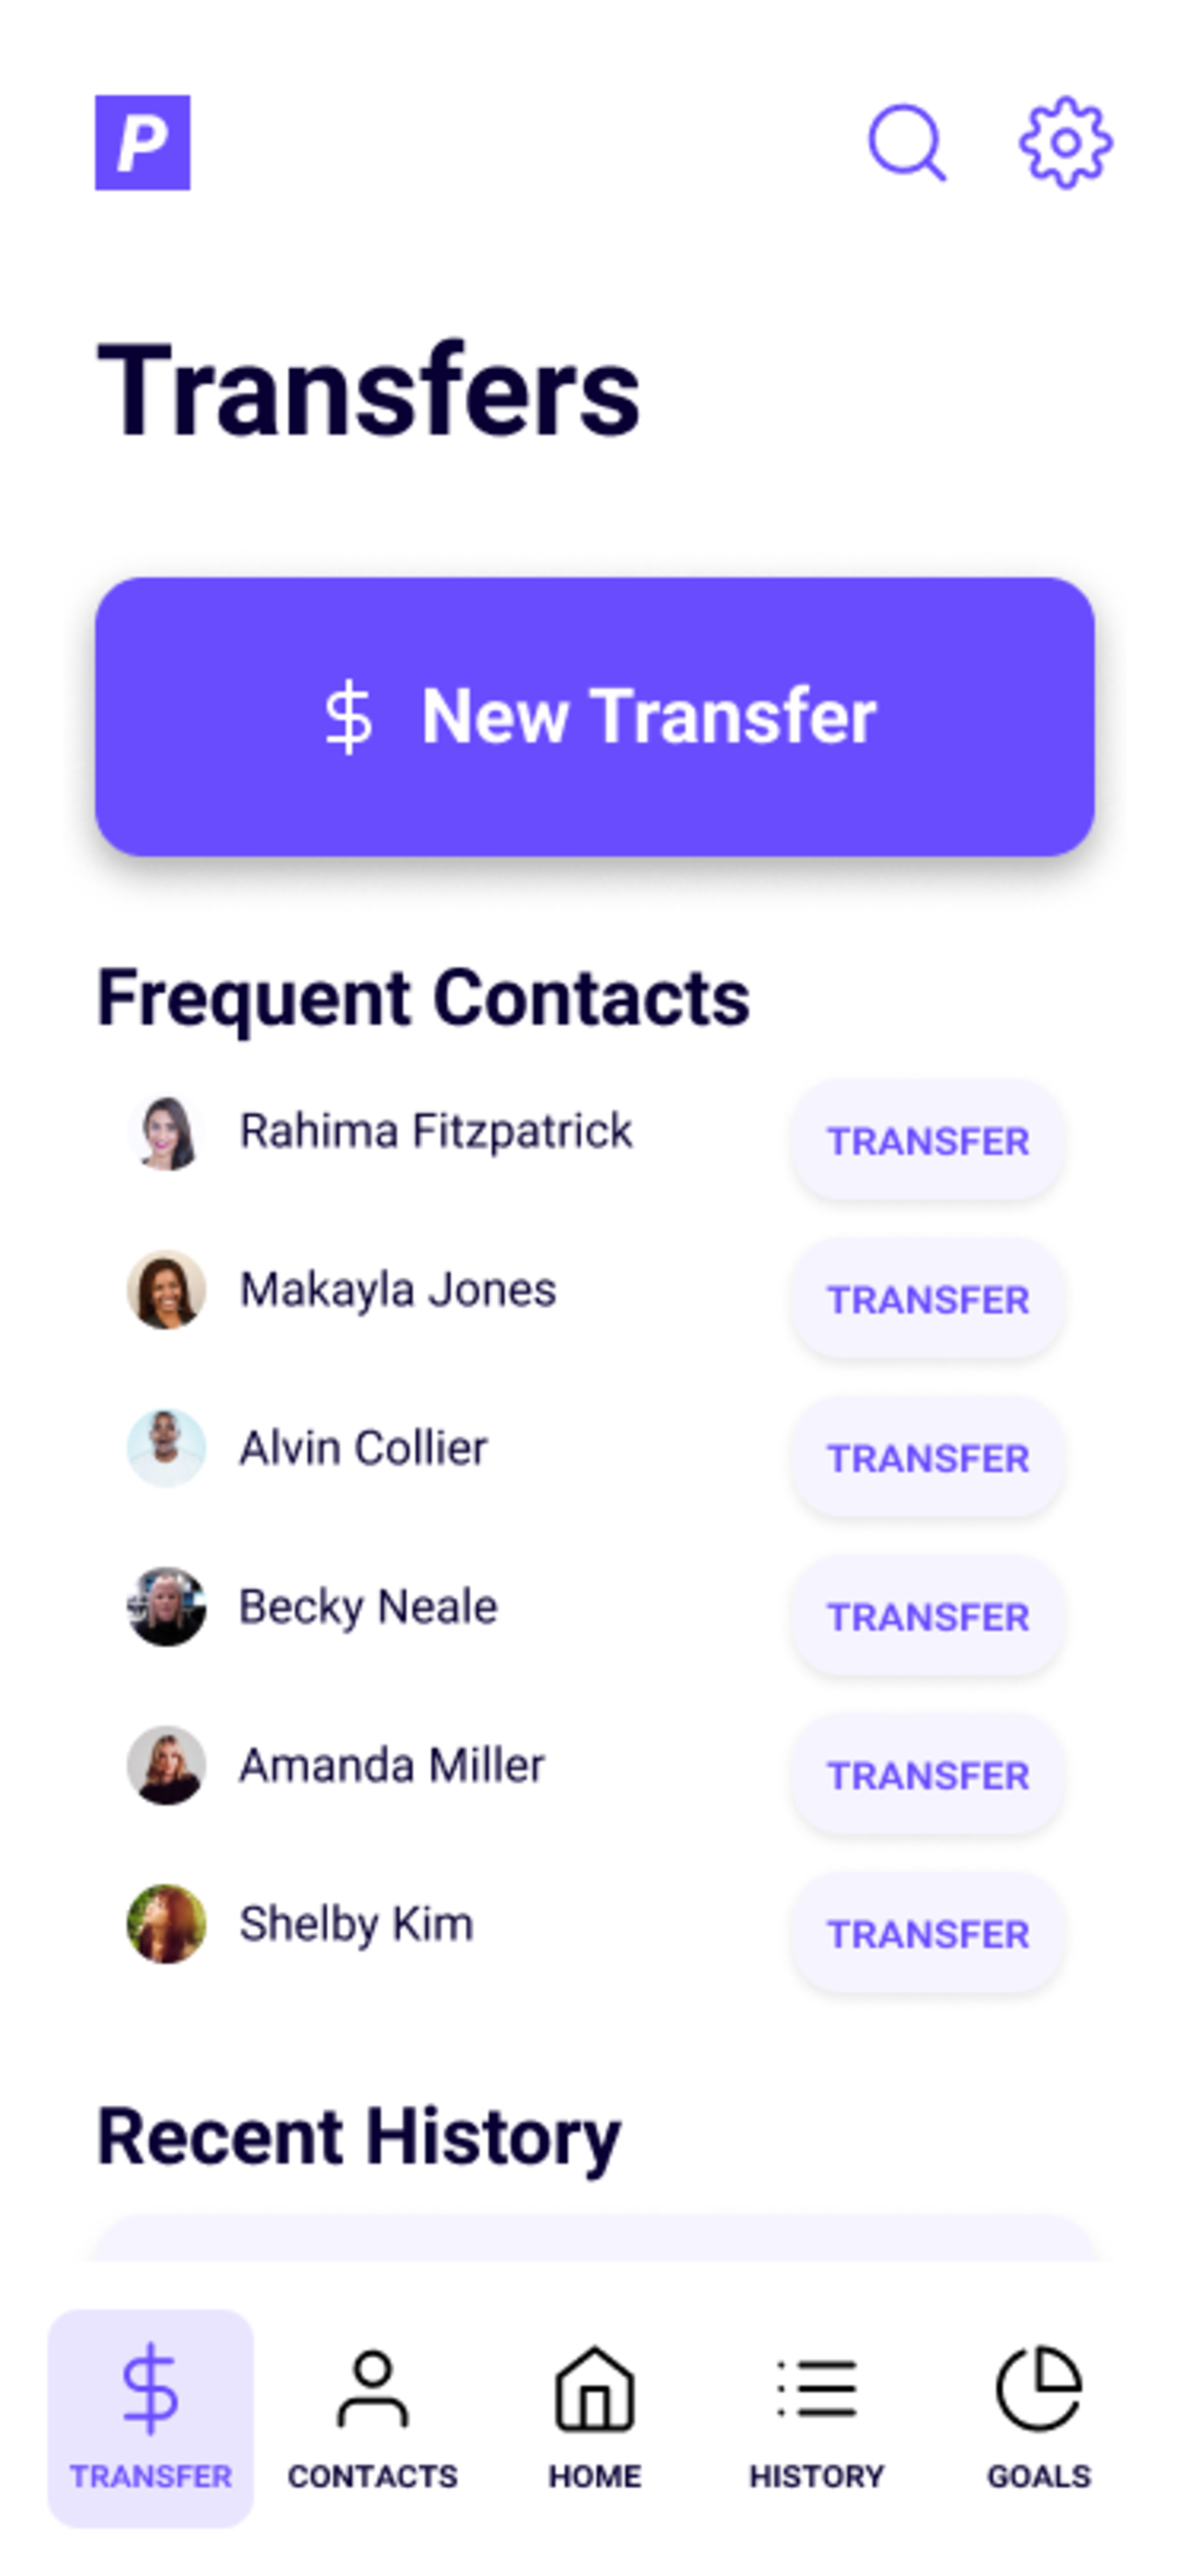 P
Transfers
$ New Transfer
Frequent Contacts
Rahima Fitzpatrick TRANSFER
Makayla Jones TRANSFER
Alvin Collier TRANSFER
Becky Neale TRANSFER
Amanda Miller TRANSFER
Shelby Kim TRANSFER
Recent History
$
TRANSFER CONTACTS HOME HISTORY GOALS